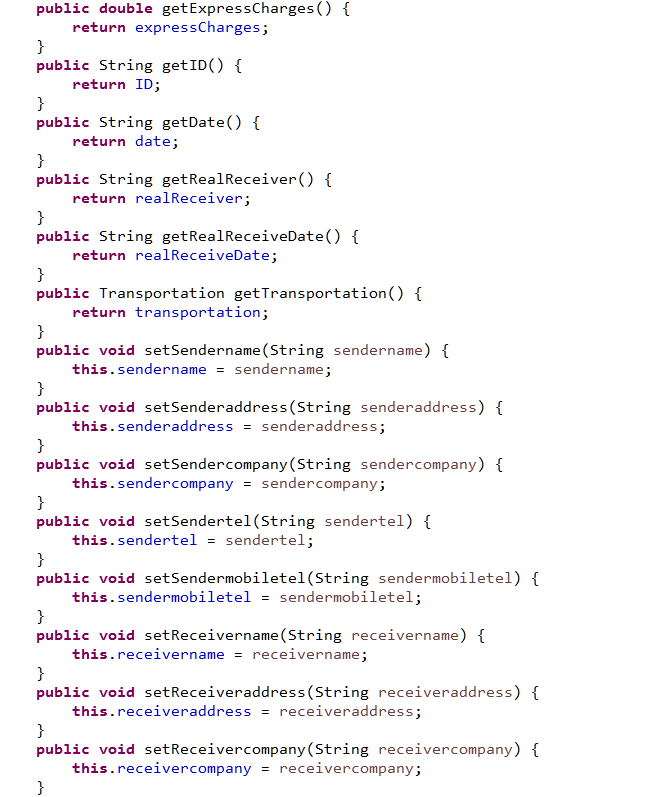 public double getExpressCharges() {
return expressCharges;
}
public String getID() {
return ID;
}
public String getDate() {
return date;
}
public String getRealReceiver() {
return realReceiver;
}
public String getRealReceiveDate() {
return realReceiveDate;
}
public Transportation getTransportation() {
return transportation;
}
public void setSendername(String sendername) {
this.sendername = sendername;
}
public void setSenderaddress(String senderaddress) {
this.senderaddress = senderaddress;
}
public void setSendercompany(String sendercompany) {
this.sendercompany = sendercompany;
}
public void setSendertel(String sendertel) {
this.sendertel = sendertel;
}
public void setSendermobiletel(String sendermobiletel) {
this.sendermobiletel = sendermobiletel;
}
public void setReceivername(String receivername) {
this.receivername = receivername;
}
public void setReceiveraddress(String receiveraddress) {
this.receiveraddress = receiveraddress;
}
public void setReceivercompany(String receivercompany) {
this.receivercompany = receivercompany;
}